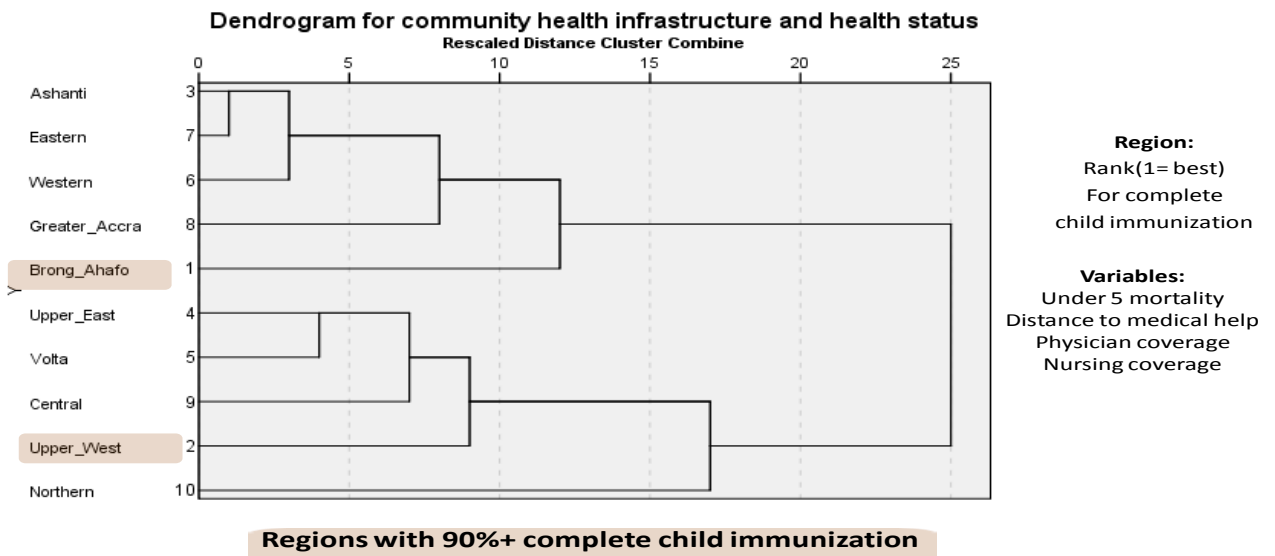 Dendrogram for community health infrastructure and health status
Rescaled Distance Cluster Combine
0 5 10 15 20 25
Ashanti 3
Eastern 7
Western 6
Greater_Accra 8
Brong_Ahafo 1
Y
Upper_East 4
Volta 5
Central 9
Upper_West 2
Northern 10
Region:
Rank(1= best)
For complete
child immunization
Variables:
Under 5 mortality
Distance to medical help
Physician coverage
Nursing coverage
Regions with 90%+ complete child immunization